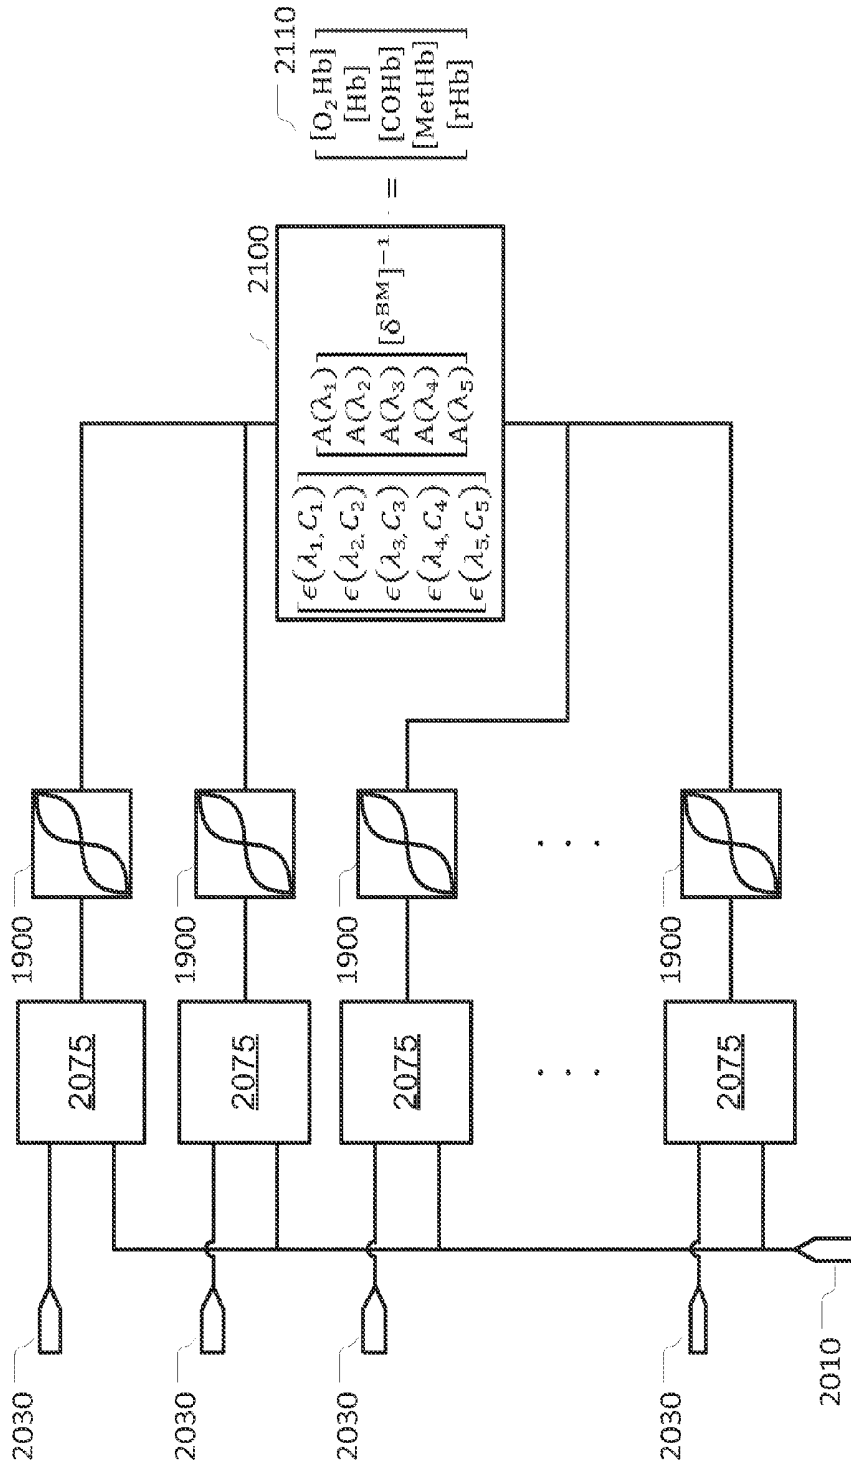 2030
1900
2075
2030
1900
2075
2030
1900
2075
. . .
. . .
2030
1900
2075
2010
2100
2110
ϵ(λ₁,C₁) A(λ₁)
ϵ(λ₂,C₂) A(λ₂)
ϵ(λ₃,C₃) A(λ₃) [δᴮᴹ]⁻¹ =
ϵ(λ₄,C₄) A(λ₄)
ϵ(λ₅,C₅) A(λ₅)
[O₂Hb]
[Hb]
[COHb]
[MetHb]
[rHb]